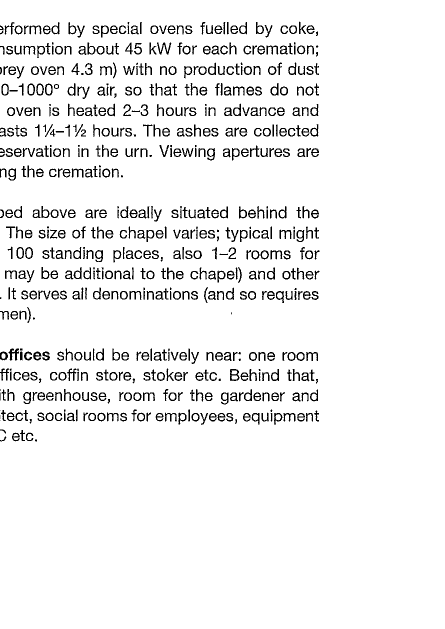 erformed by special ovens fuelled by coke,
nsumption about 45 kW for each cremation;
orey oven 4.3 m) with no production of dust
0–1000° dry air, so that the flames do not
oven is heated 2–3 hours in advance and
asts 1¼–1½ hours. The ashes are collected
eservation in the urn. Viewing apertures are
ng the cremation.
bed above are ideally situated behind the
The size of the chapel varies; typical might
100 standing places, also 1–2 rooms for
may be additional to the chapel) and other
. It serves all denominations (and so requires
men).
offices should be relatively near: one room
ffices, coffin store, stoker etc. Behind that,
ith greenhouse, room for the gardener and
itect, social rooms for employees, equipment
C etc.